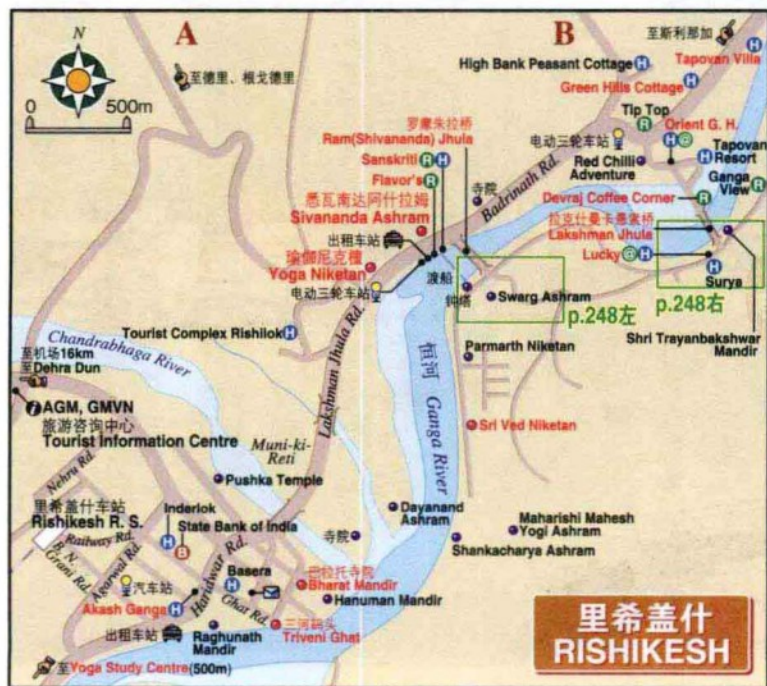 A
B
N
0 500m
至德里、根戈德里
至斯利那加
Tapovan Villa
High Bank Peasant Cottage
Green Hills Cottage
Tip Top
罗摩朱拉桥
Ram(Shivananda) Jhula
电动三轮车站
Orient G. H.
Sanskriti
Red Chilli
Adventure
Tapovan
Resort
Flavor's
寺院
Badrinath Rd.
Ganga
View
悉瓦南达阿什拉姆
Sivananda Ashram
Devraj Coffee Corner
拉克仕曼卡悬索桥
Lakshman Jhula
出租车站
Lucky
Yoga Niketan
渡船
Surya
电动三轮车站
钟塔
Swarg Ashram
p.248左
p.248右
Shri Trayanbakshwar
Mandir
Tourist Complex Rishilok
Lakshman Jhula Rd.
Parmarth Niketan
Chandrabhaga River
至机场16km
至Dehra Dun
恒河 Ganga River
AGM, GMVN
旅游咨询中心
Tourist Information Centre
Muni-ki-
Reti
Sri Ved Niketan
Nehru Rd.
Pushka Temple
里希盖什车站
Rishikesh R. S.
Inderlok
State Bank of India
Dayanand
Ashram
Maharishi Mahesh
Yogi Ashram
寺院
Shankacharya Ashram
Railway Rd.
B. N.
Grani Rd.
Agarwal Rd.
Haridwar Rd.
汽车站
Basera
Ghat Rd.
巴拉托寺院
Bharat Mandir
Akash Ganga
Hanuman Mandir
出租车站
Raghunath
Mandir
三河码头
Triveni Ghat
至Yoga Study Centre(500m)
里希盖什
RISHIKESH